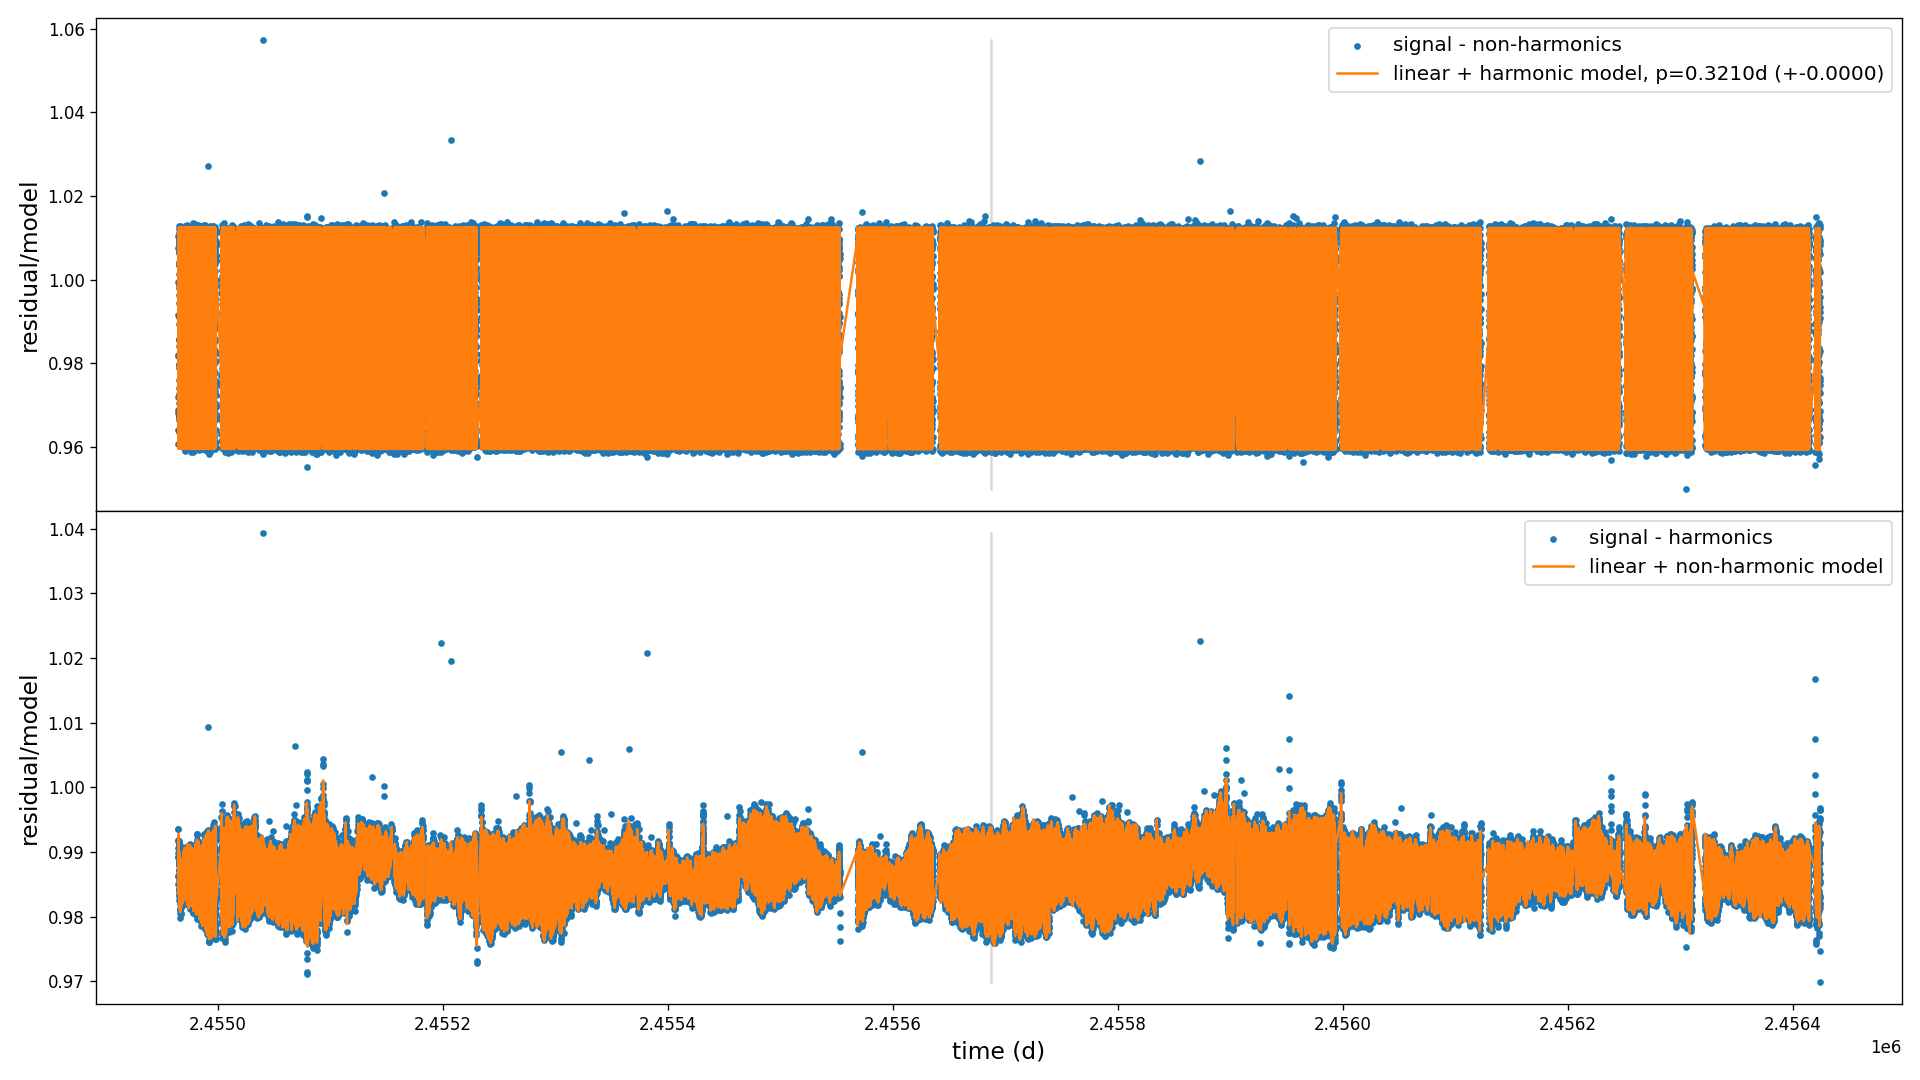 1.06
1.04
1.02
1.00
0.98
0.96
residual/model
signal - non-harmonics
linear + harmonic model, p=0.3210d (+-0.0000)
1.04
1.03
1.02
1.01
1.00
0.99
0.98
0.97
residual/model
signal - harmonics
linear + non-harmonic model
2.4550
2.4552
2.4554
2.4556
2.4558
2.4560
2.4562
2.4564
1e6
time (d)